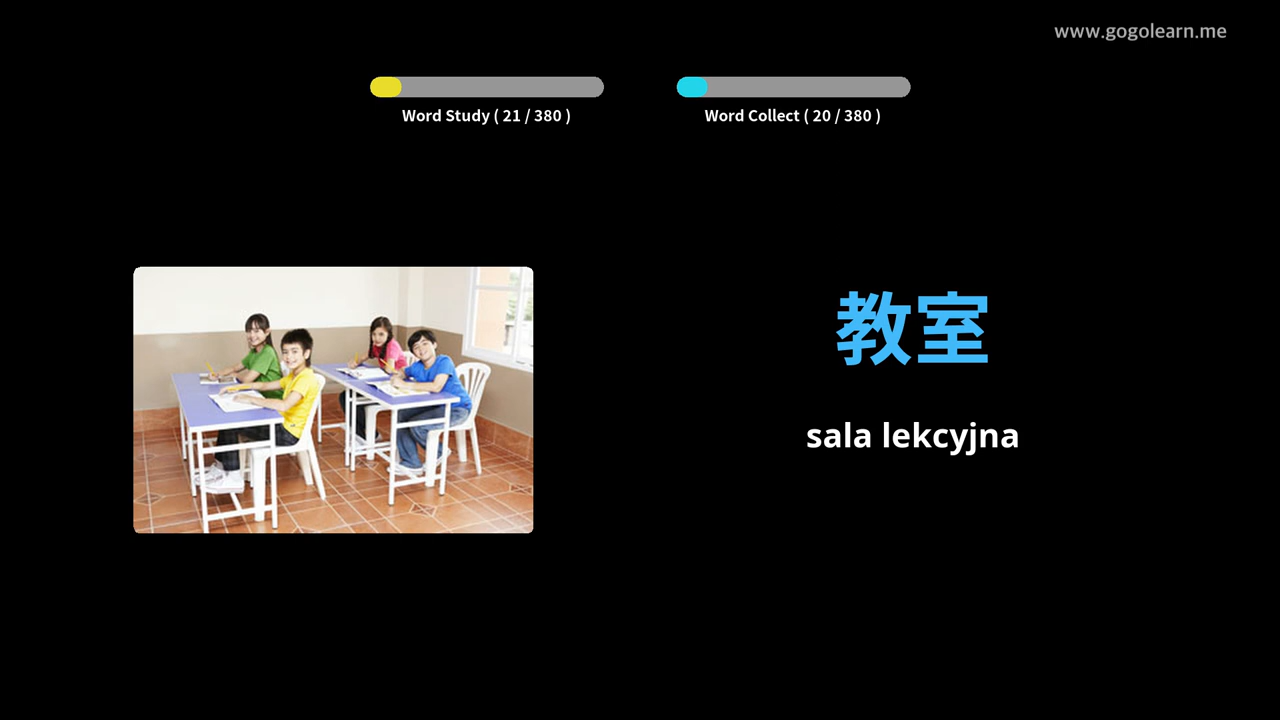 www.gogolearn.me
Word Study ( 21 / 380 )
Word Collect ( 20 / 380 )
教室
sala lekcyjna